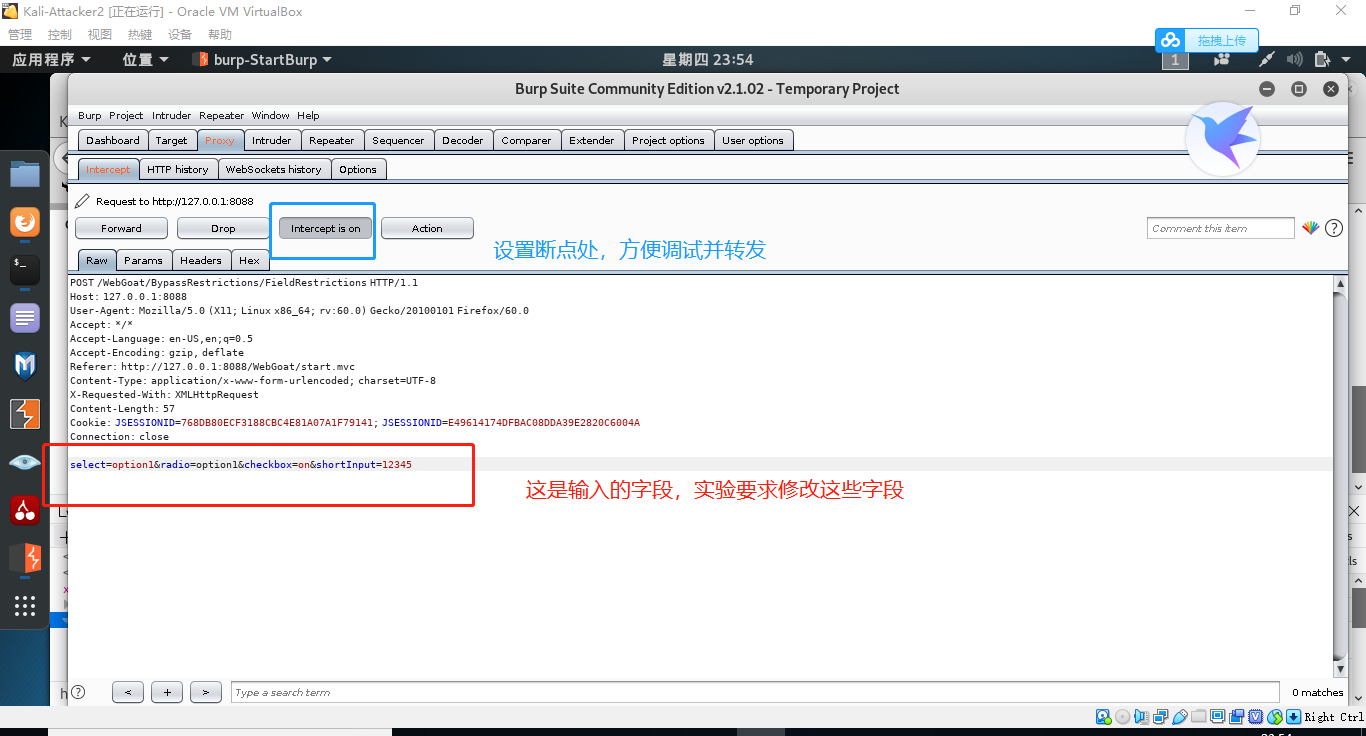 Kali-Attacker2 [正在运行] - Oracle VM VirtualBox
管理 控制 视图 热键 设备 帮助
拖拽上传
应用程序 位置 burp-StartBurp 星期四 23:54 1
Burp Suite Community Edition v2.1.02 - Temporary Project
Burp Project Intruder Repeater Window Help
Dashboard Target Proxy Intruder Repeater Sequencer Decoder Comparer Extender Project options User options
Intercept HTTP history WebSockets history Options
Request to http://127.0.0.1:8088
Forward Drop Intercept is on Action Comment this item ?
设置断点处，方便调试并转发
Raw Params Headers Hex
POST /WebGoat/BypassRestrictions/FieldRestrictions HTTP/1.1
Host: 127.0.0.1:8088
User-Agent: Mozilla/5.0 (X11; Linux x86_64; rv:60.0) Gecko/20100101 Firefox/60.0
Accept: */*
Accept-Language: en-US,en;q=0.5
Accept-Encoding: gzip, deflate
Referer: http://127.0.0.1:8088/WebGoat/start.mvc
Content-Type: application/x-www-form-urlencoded; charset=UTF-8
X-Requested-With: XMLHttpRequest
Content-Length: 57
Cookie: JSESSIONID=768DB80ECF3188CBC4E81A07A1F79141; JSESSIONID=E49614174DFBAC08DDA39E2820C6004A
Connection: close
select=option1&radio=option1&checkbox=on&shortInput=12345
这是输入的字段，实验要求修改这些字段
? < + > Type a search term 0 matches
Right Ctrl